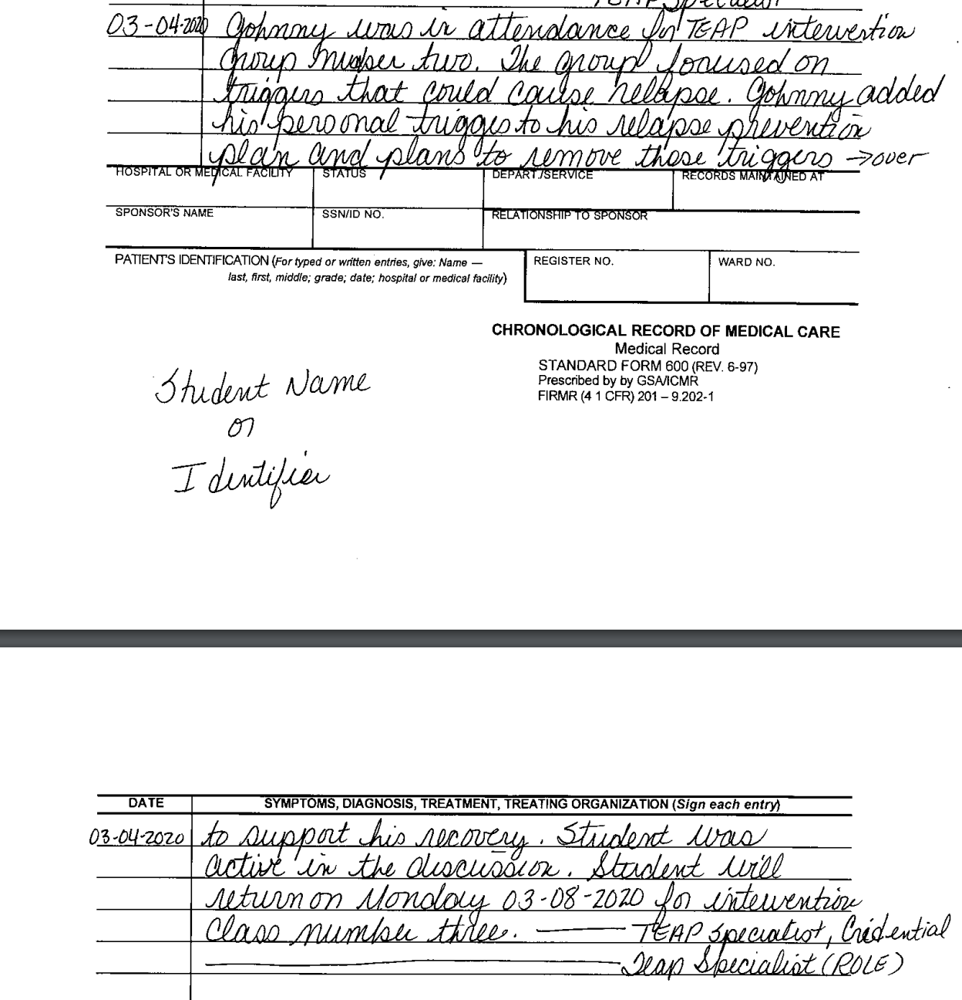 TEAP Specialist
03-04-2020 Johnny was in attendance for TEAP intervention
group number two. The group focused on
triggers that could cause relapse. Johnny added
his personal trigges to his relapse prevention
plan and plans to remove those triggers → over
HOSPITAL OR MEDICAL FACILITY STATUS DEPART./SERVICE RECORDS MAINTAINED AT
SPONSOR'S NAME SSN/ID NO. RELATIONSHIP TO SPONSOR
PATIENT'S IDENTIFICATION (For typed or written entries, give: Name — REGISTER NO. WARD NO.
last, first, middle; grade; date; hospital or medical facility)
CHRONOLOGICAL RECORD OF MEDICAL CARE
Medical Record
STANDARD FORM 600 (REV. 6-97)
Prescribed by by GSA/ICMR
FIRMR (4 1 CFR) 201 – 9.202-1
Student Name
or
Identifier
DATE SYMPTOMS, DIAGNOSIS, TREATMENT, TREATING ORGANIZATION (Sign each entry)
03-04-2020 to support his recovery. Student was
active in the discussion. Student will
return on Monday 03-08-2020 for intervention
Class number three. — TEAP Specialist, Credential
Teap Specialist (ROLE)